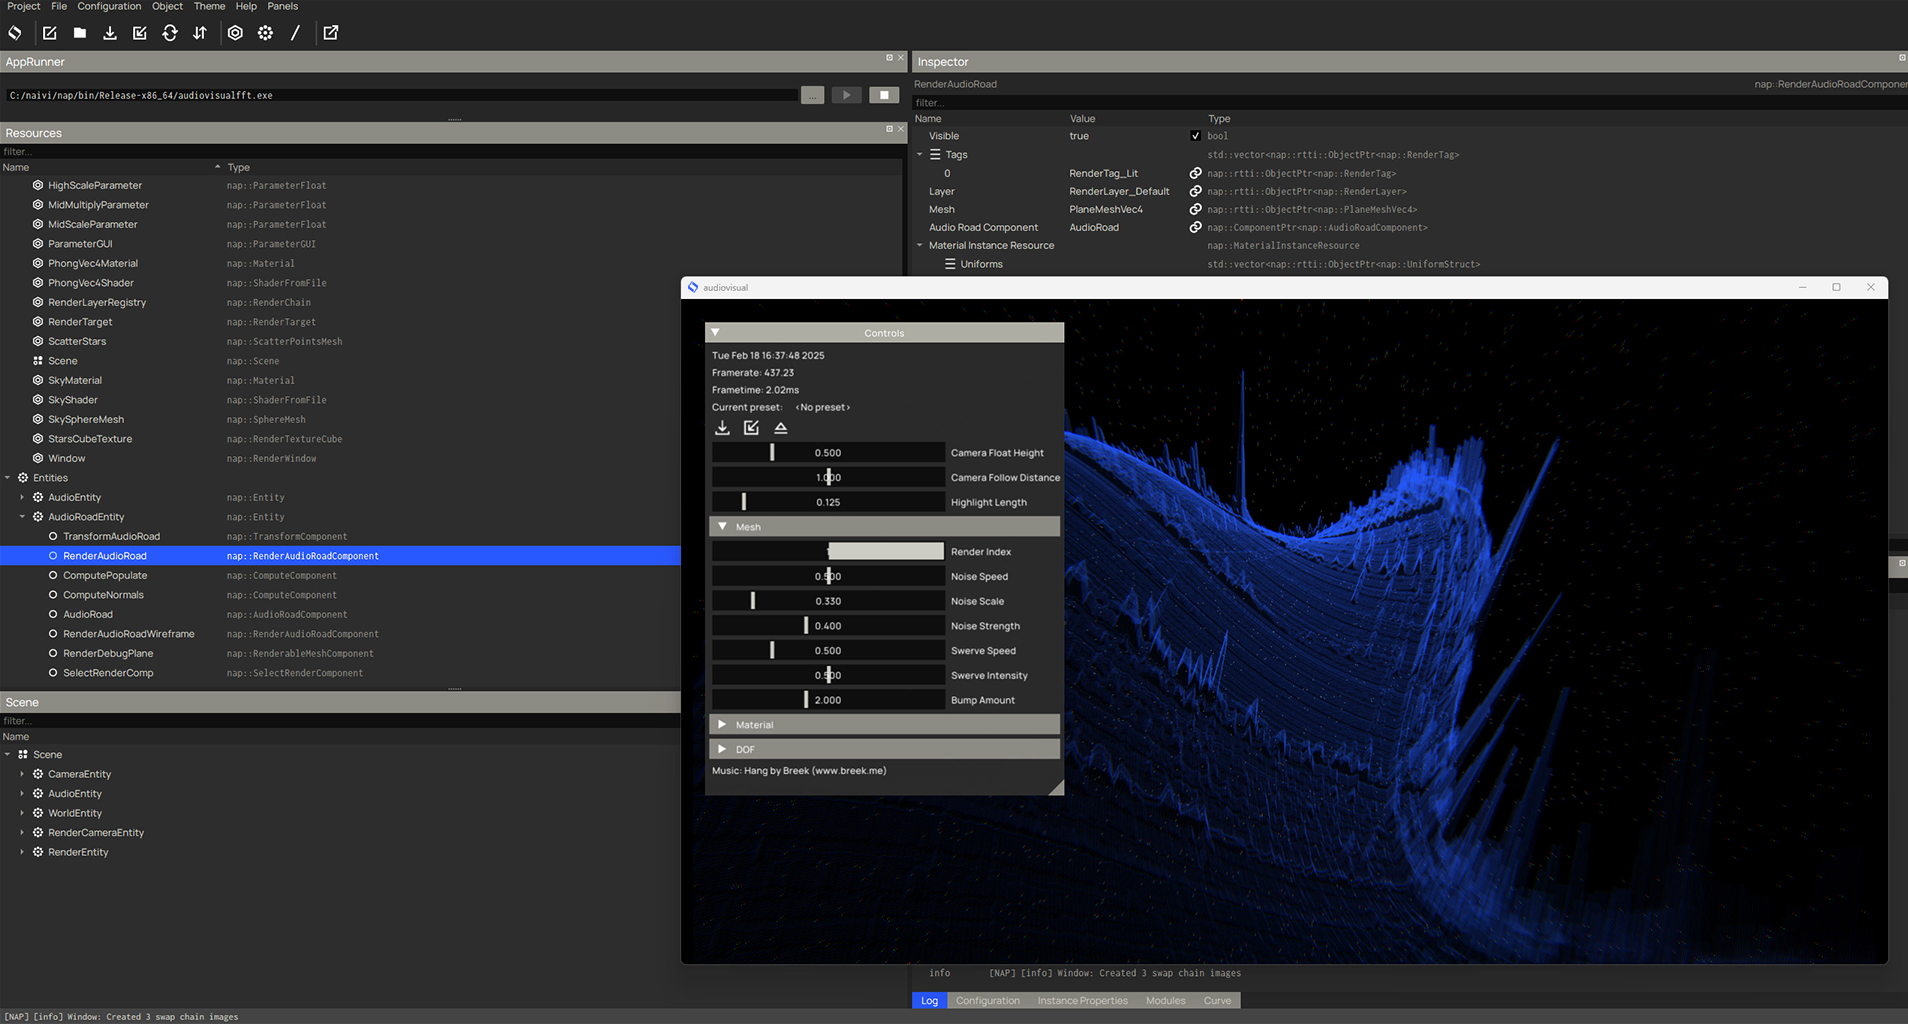 Project File Configuration Object Theme Help Panels
AppRunner
C:/naivi/nap/bin/Release-x86_64/audiovisualfft.exe
...
Resources
filter...
Name Type
HighScaleParameter nap::ParameterFloat
MidMultiplyParameter nap::ParameterFloat
MidScaleParameter nap::ParameterFloat
ParameterGUI nap::ParameterGUI
PhongVec4Material nap::Material
PhongVec4Shader nap::ShaderFromFile
RenderLayerRegistry nap::RenderChain
RenderTarget nap::RenderTarget
ScatterStars nap::ScatterPointsMesh
Scene nap::Scene
SkyMaterial nap::Material
SkyShader nap::ShaderFromFile
SkySphereMesh nap::SphereMesh
StarsCubeTexture nap::RenderTextureCube
Window nap::RenderWindow
Entities
AudioEntity nap::Entity
AudioRoadEntity nap::Entity
TransformAudioRoad nap::TransformComponent
RenderAudioRoad nap::RenderAudioRoadComponent
ComputePopulate nap::ComputeComponent
ComputeNormals nap::ComputeComponent
AudioRoad nap::AudioRoadComponent
RenderAudioRoadWireframe nap::RenderAudioRoadComponent
RenderDebugPlane nap::RenderableMeshComponent
SelectRenderComp nap::SelectRenderComponent
Scene
filter...
Name
Scene
CameraEntity
AudioEntity
WorldEntity
RenderCameraEntity
RenderEntity
Inspector
RenderAudioRoad nap::RenderAudioRoadComponer
filter...
Name Value Type
Visible true bool
Tags std::vector<nap::rtti::ObjectPtr<nap::RenderTag>
0 RenderTag_Lit nap::rtti::ObjectPtr<nap::RenderTag>
Layer RenderLayer_Default nap::rtti::ObjectPtr<nap::RenderLayer>
Mesh PlaneMeshVec4 nap::rtti::ObjectPtr<nap::PlaneMeshVec4>
Audio Road Component AudioRoad nap::ComponentPtr<nap::AudioRoadComponent>
Material Instance Resource nap::MaterialInstanceResource
Uniforms std::vector<nap::rtti::ObjectPtr<nap::UniformStruct>
audiovisual
Controls
Tue Feb 18 16:37:48 2025
Framerate: 437.23
Frametime: 2.02ms
Current preset: <No preset>
0.500 Camera Float Height
1.000 Camera Follow Distance
0.125 Highlight Length
Mesh
Render Index
0.500 Noise Speed
0.330 Noise Scale
0.400 Noise Strength
0.500 Swerve Speed
0.500 Swerve Intensity
2.000 Bump Amount
Material
DOF
Music: Hang by Breek (www.breek.me)
info [NAP] [info] Window: Created 3 swap chain images
Log Configuration Instance Properties Modules Curve
[NAP] [info] Window: Created 3 swap chain images